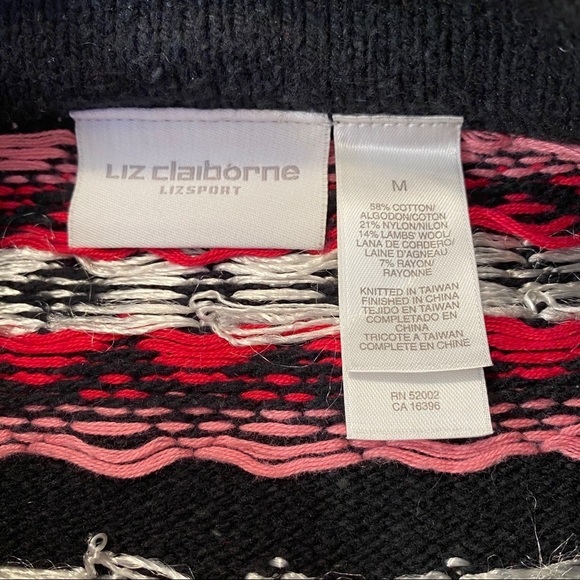 LIZ claiborne
LIZSPORT
M
58% COTTON/
ALGODON/COTON
21% NYLON/NILON
14% LAMBS' WOOL/
LANA DE CORDERO/
LAINE D'AGNEAU
7% RAYON/
RAYONNE
KNITTED IN TAIWAN
FINISHED IN CHINA
TEJIDO EN TAIWAN
COMPLETADO EN
CHINA
TRICOTE A TAIWAN
COMPLETE EN CHINE
RN 52002
CA 16396